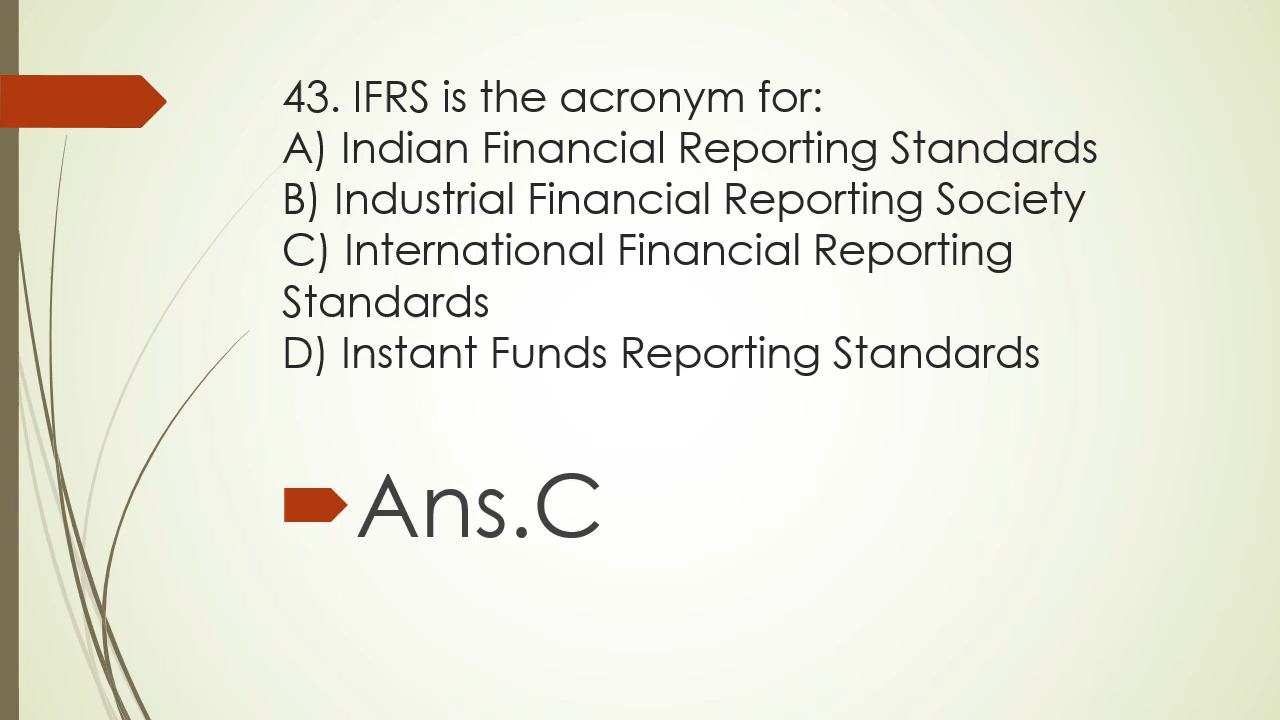 43. IFRS is the acronym for:
A) Indian Financial Reporting Standards
B) Industrial Financial Reporting Society
C) International Financial Reporting
Standards
D) Instant Funds Reporting Standards
Ans.C